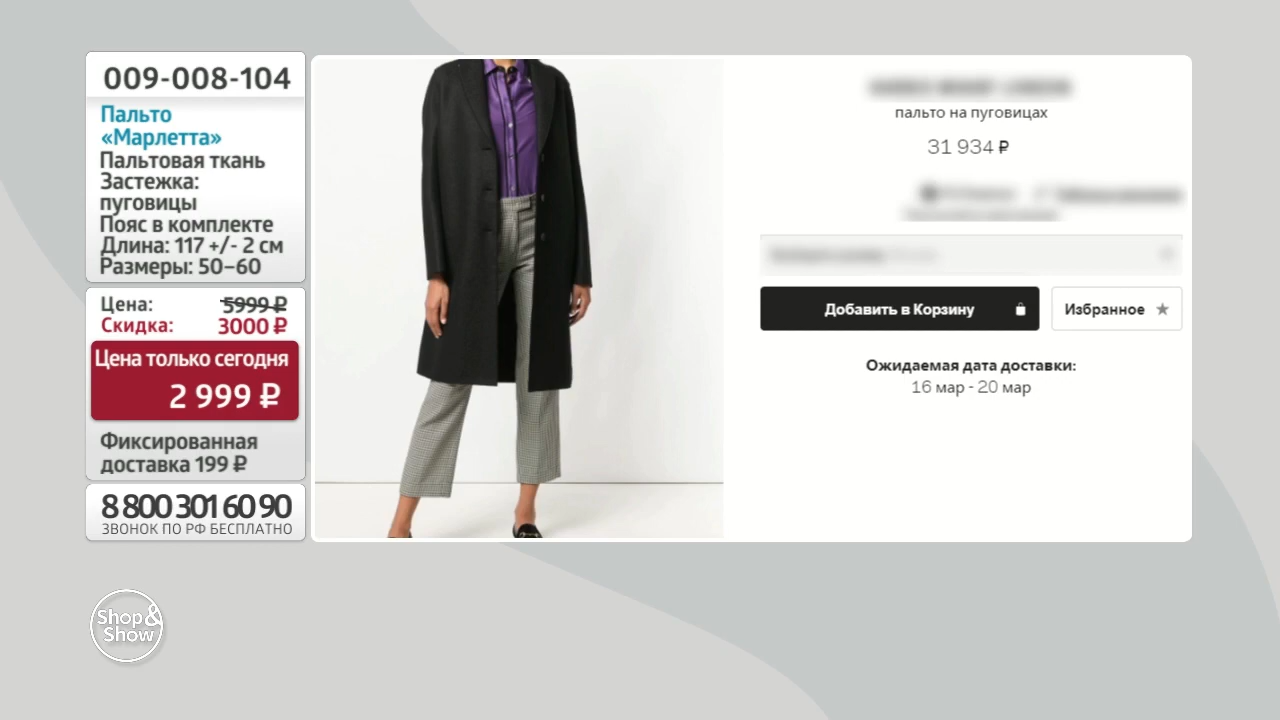 009-008-104
Пальто
«Марлетта»
Пальтовая ткань
Застежка:
пуговицы
Пояс в комплекте
Длина: 117 +/- 2 см
Размеры: 50–60
Цена: 5999 ₽
Скидка: 3000 ₽
Цена только сегодня
2 999 ₽
Фиксированная
доставка 199 ₽
8 800 301 60 90
ЗВОНОК ПО РФ БЕСПЛАТНО
Shop&
Show
пальто на пуговицах
31 934 ₽
Добавить в Корзину
Избранное
Ожидаемая дата доставки:
16 мар - 20 мар